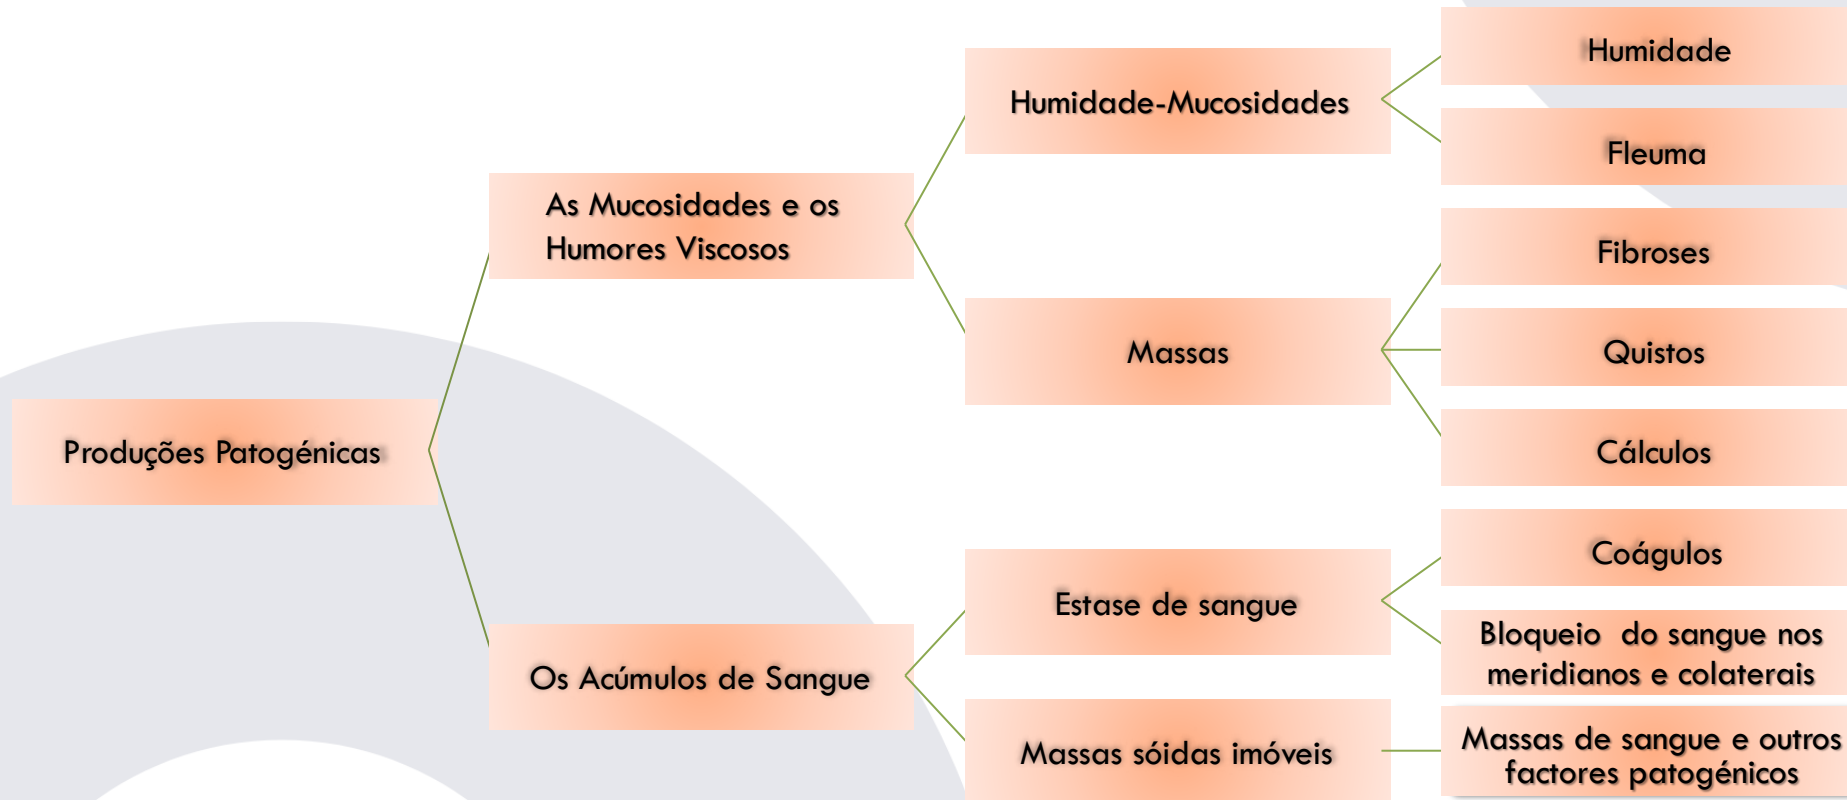 Humidade
Humidade-Mucosidades
Fleuma
As Mucosidades e os
Humores Viscosos
Fibroses
Massas
Quistos
Produções Patogénicas
Cálculos
Coágulos
Estase de sangue
Bloqueio do sangue nos
meridianos e colaterais
Os Acúmulos de Sangue
Massas sóidas imóveis
Massas de sangue e outros
factores patogénicos